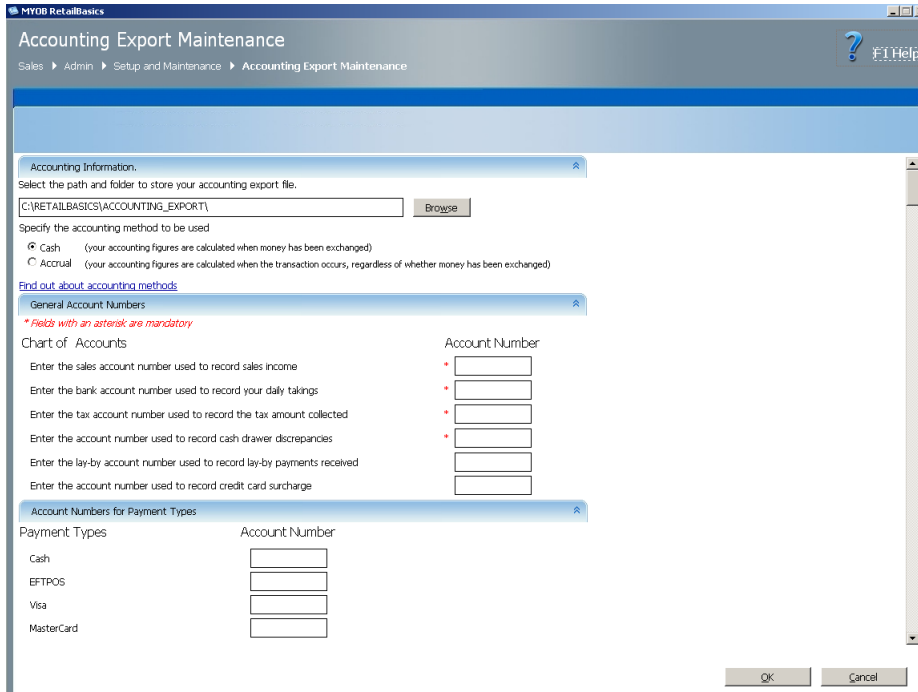 MYOB RetailBasics
Accounting Export Maintenance
F1Help
Sales Admin Setup and Maintenance Accounting Export Maintenance
Accounting Information.
Select the path and folder to store your accounting export file.
C:\RETAILBASICS\ACCOUNTING_EXPORT\ Browse
Specify the accounting method to be used
Cash (your accounting figures are calculated when money has been exchanged)
Accrual (your accounting figures are calculated when the transaction occurs, regardless of whether money has been exchanged)
Find out about accounting methods
General Account Numbers
* Fields with an asterisk are mandatory
Chart of Accounts Account Number
Enter the sales account number used to record sales income *
Enter the bank account number used to record your daily takings *
Enter the tax account number used to record the tax amount collected *
Enter the account number used to record cash drawer discrepancies *
Enter the lay-by account number used to record lay-by payments received
Enter the account number used to record credit card surcharge
Account Numbers for Payment Types
Payment Types Account Number
Cash
EFTPOS
Visa
MasterCard
OK Cancel